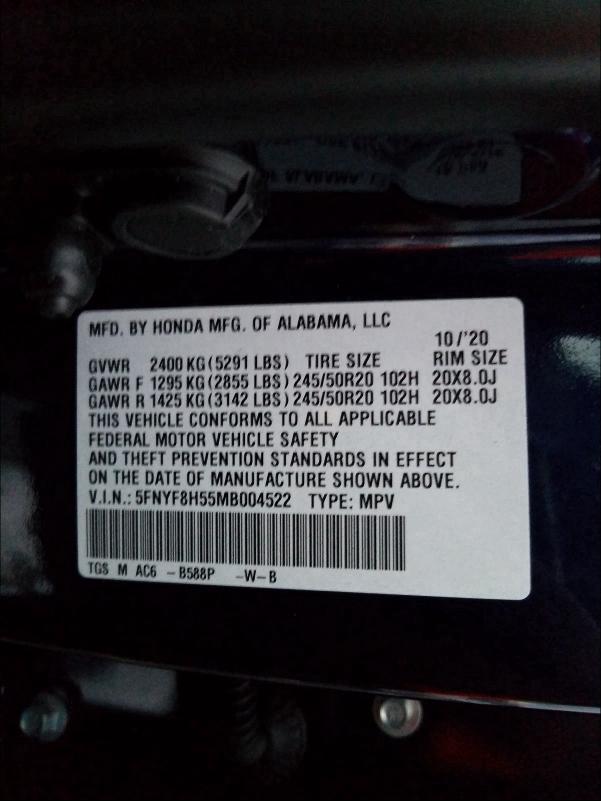 MFD. BY HONDA MFG. OF ALABAMA, LLC
10/'20
GVWR 2400 KG (5291 LBS) TIRE SIZE RIM SIZE
GAWR F 1295 KG (2855 LBS) 245/50R20 102H 20X8.0J
GAWR R 1425 KG (3142 LBS) 245/50R20 102H 20X8.0J
THIS VEHICLE CONFORMS TO ALL APPLICABLE
FEDERAL MOTOR VEHICLE SAFETY
AND THEFT PREVENTION STANDARDS IN EFFECT
ON THE DATE OF MANUFACTURE SHOWN ABOVE.
V.I.N.: 5FNYF8H55MB004522 TYPE: MPV
TGS M AC6 -B588P -W-B